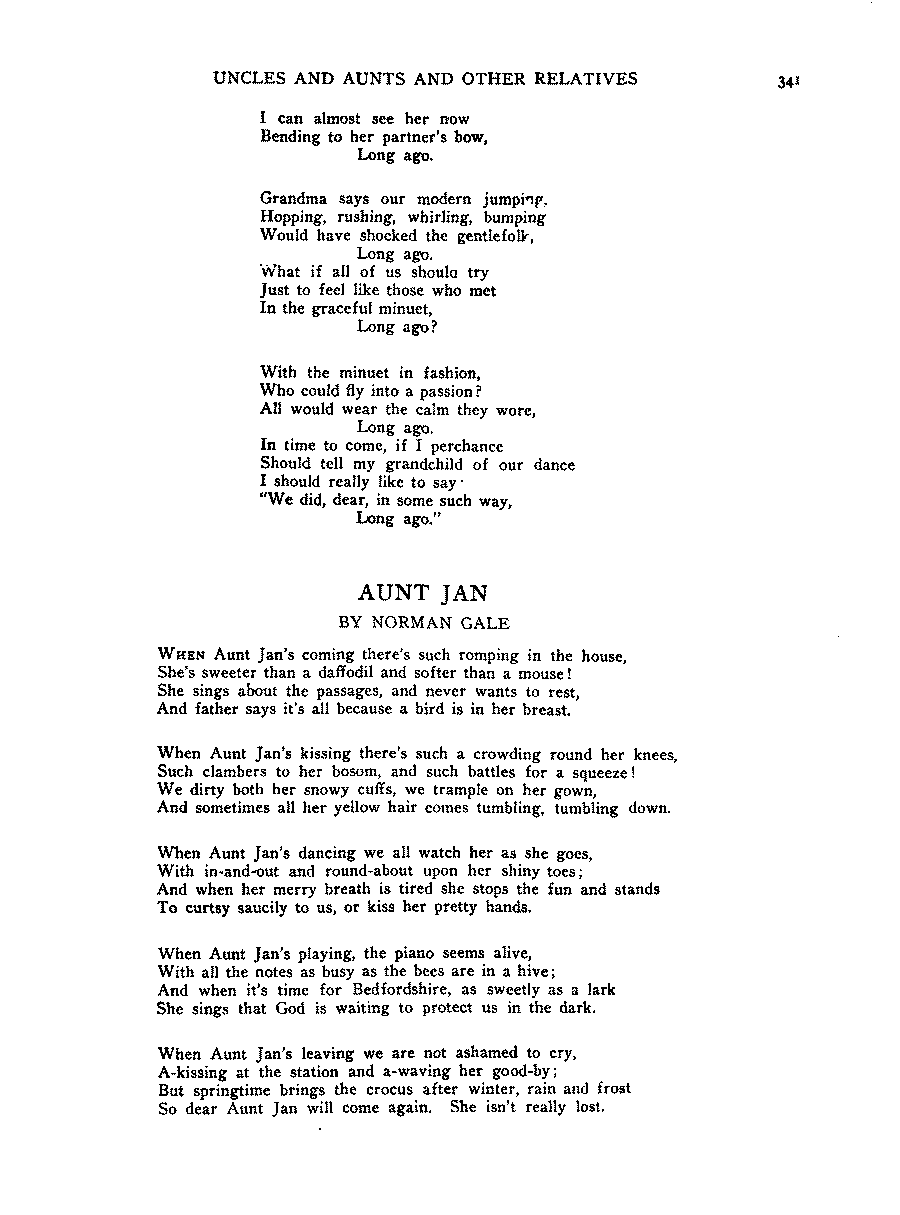 UNCLES AND AUNTS AND OTHER RELATIVES 341
I can almost see her now
Bending to her partner's bow,
Long ago.
Grandma says our modern jumping,
Hopping, rushing, whirling, bumping
Would have shocked the gentlefolk,
Long ago.
What if all of us should try
Just to feel like those who met
In the graceful minuet,
Long ago?
With the minuet in fashion,
Who could fly into a passion?
All would wear the calm they wore,
Long ago.
In time to come, if I perchance
Should tell my grandchild of our dance
I should really like to say·
"We did, dear, in some such way,
Long ago."
AUNT JAN
BY NORMAN GALE
WHEN Aunt Jan's coming there's such romping in the house,
She's sweeter than a daffodil and softer than a mouse!
She sings about the passages, and never wants to rest,
And father says it's all because a bird is in her breast.
When Aunt Jan's kissing there's such a crowding round her knees,
Such clambers to her bosom, and such battles for a squeeze!
We dirty both her snowy cuffs, we trample on her gown,
And sometimes all her yellow hair comes tumbling, tumbling down.
When Aunt Jan's dancing we all watch her as she goes,
With in-and-out and round-about upon her shiny toes;
And when her merry breath is tired she stops the fun and stands
To curtsy saucily to us, or kiss her pretty hands.
When Aunt Jan's playing, the piano seems alive,
With all the notes as busy as the bees are in a hive;
And when it's time for Bedfordshire, as sweetly as a lark
She sings that God is waiting to protect us in the dark.
When Aunt Jan's leaving we are not ashamed to cry,
A-kissing at the station and a-waving her good-by;
But springtime brings the crocus after winter, rain and frost
So dear Aunt Jan will come again. She isn't really lost.